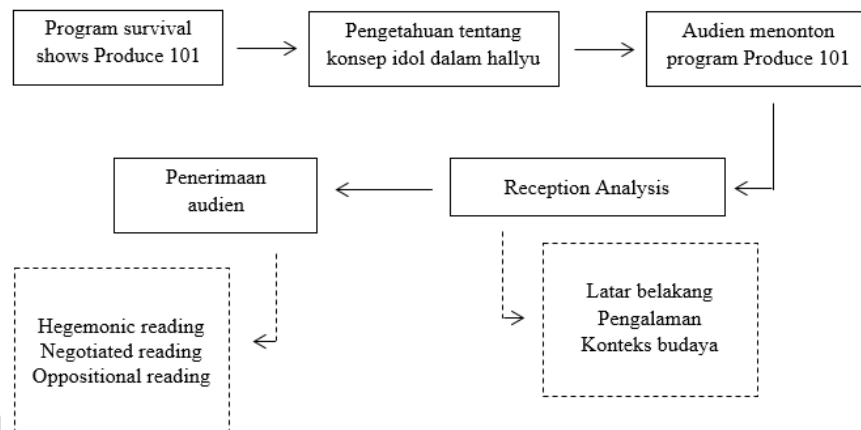 Program survival
shows Produce 101
Pengetahuan tentang
konsep idol dalam hallyu
Audien menonton
program Produce 101
Penerimaan
audien
Reception Analysis
Hegemonic reading
Negotiated reading
Oppositional reading
Latar belakang
Pengalaman
Konteks budaya